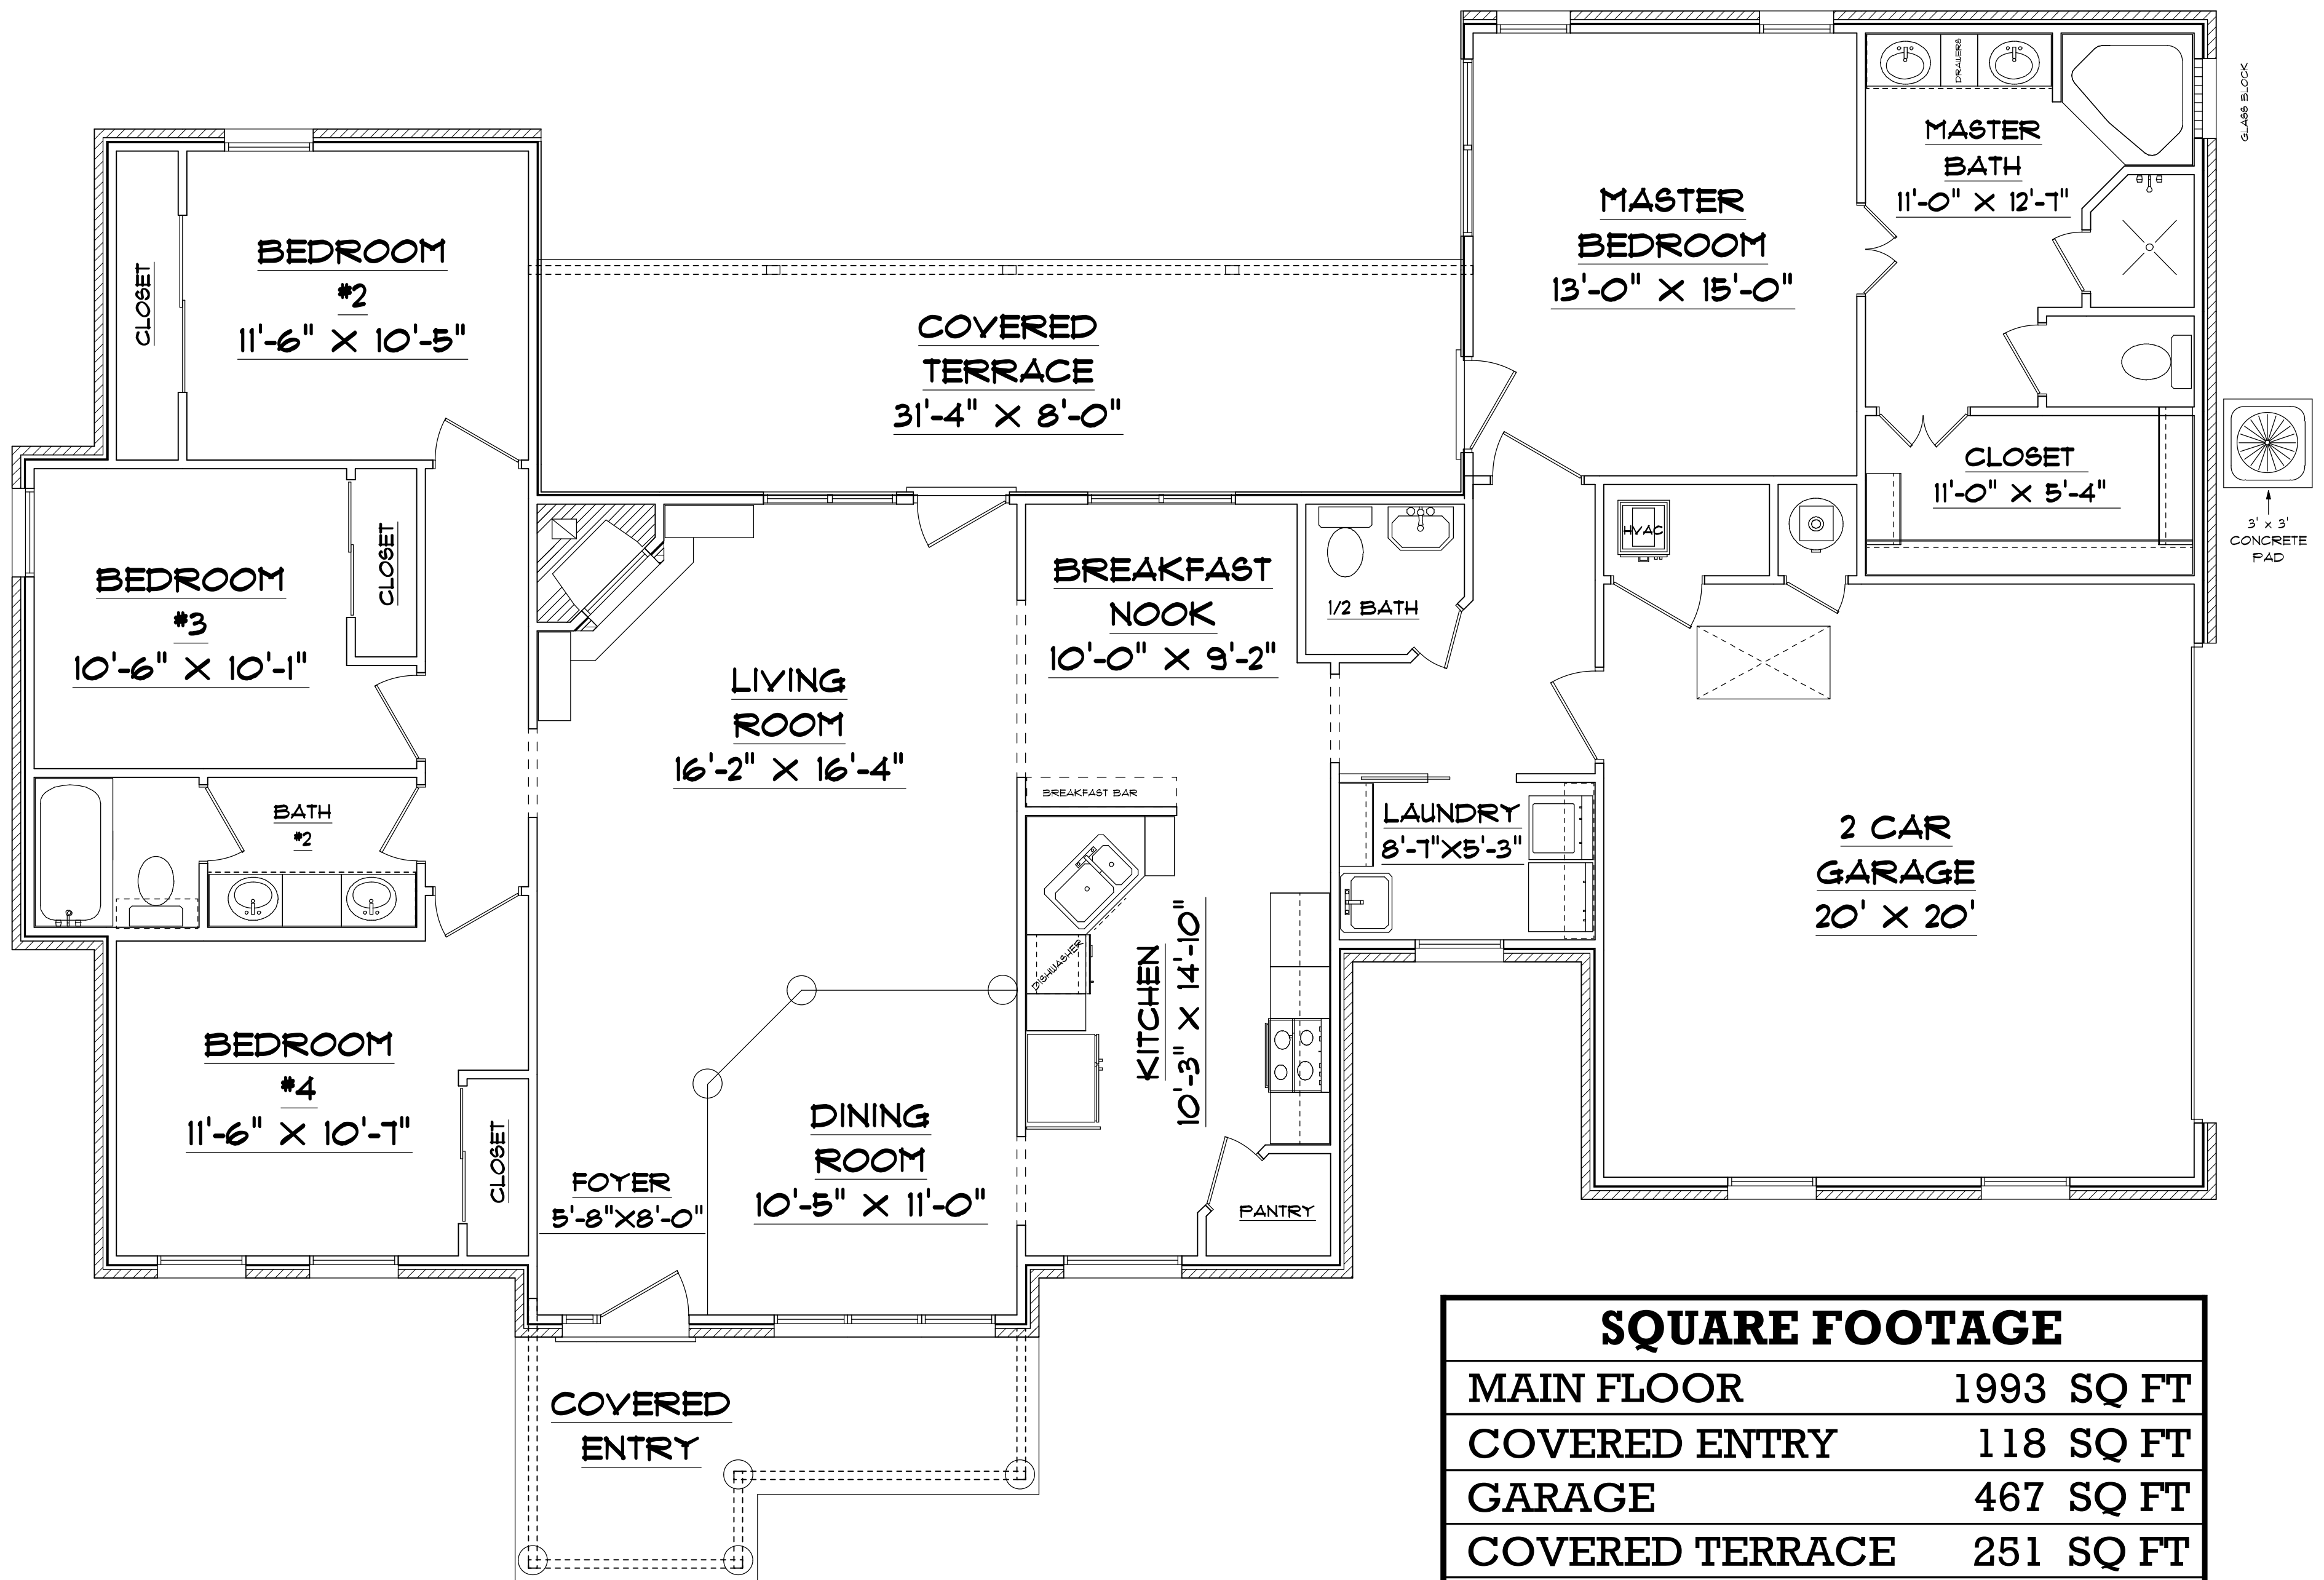 GLASS BLOCK
DRAWERS
MASTER
BATH
11'-0" X 12'-7"
MASTER
BEDROOM
13'-0" X 15'-0"
BEDROOM
#2
11'-6" X 10'-5"
CLOSET
COVERED
TERRACE
31'-4" X 8'-0"
CLOSET
11'-0" X 5'-4"
3' x 3'
CONCRETE
PAD
HVAC
BEDROOM
#3
10'-6" X 10'-1"
CLOSET
BREAKFAST
NOOK
10'-0" X 9'-2"
1/2 BATH
LIVING
ROOM
16'-2" X 16'-4"
BREAKFAST BAR
BATH
#2
LAUNDRY
8'-7"X5'-3"
2 CAR
GARAGE
20' X 20'
DISHWASHER
KITCHEN
10'-3" X 14'-10"
BEDROOM
#4
11'-6" X 10'-7"
CLOSET
DINING
ROOM
10'-5" X 11'-0"
FOYER
5'-8"X8'-0"
PANTRY
COVERED
ENTRY
SQUARE FOOTAGE
MAIN FLOOR 1993 SQ FT
COVERED ENTRY 118 SQ FT
GARAGE 467 SQ FT
COVERED TERRACE 251 SQ FT